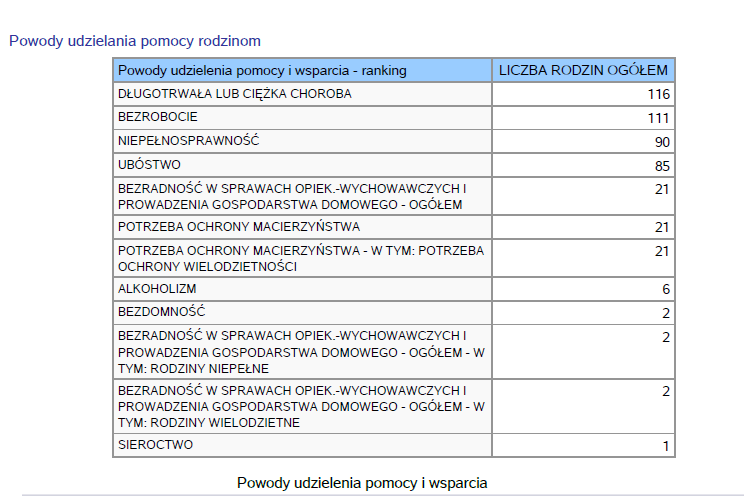 Powody udzielania pomocy rodzinom
Powody udzielenia pomocy i wsparcia - ranking LICZBA RODZIN OGÓŁEM
DŁUGOTRWAŁA LUB CIĘŻKA CHOROBA 116
BEZROBOCIE 111
NIEPEŁNOSPRAWNOŚĆ 90
UBÓSTWO 85
BEZRADNOŚĆ W SPRAWACH OPIEK.-WYCHOWAWCZYCH I 21
PROWADZENIA GOSPODARSTWA DOMOWEGO - OGÓŁEM
POTRZEBA OCHRONY MACIERZYŃSTWA 21
POTRZEBA OCHRONY MACIERZYŃSTWA - W TYM: POTRZEBA 21
OCHRONY WIELODZIETNOŚCI
ALKOHOLIZM 6
BEZDOMNOŚĆ 2
BEZRADNOŚĆ W SPRAWACH OPIEK.-WYCHOWAWCZYCH I 2
PROWADZENIA GOSPODARSTWA DOMOWEGO - OGÓŁEM - W
TYM: RODZINY NIEPEŁNE
BEZRADNOŚĆ W SPRAWACH OPIEK.-WYCHOWAWCZYCH I 2
PROWADZENIA GOSPODARSTWA DOMOWEGO - OGÓŁEM - W
TYM: RODZINY WIELODZIETNE
SIEROCTWO 1
Powody udzielenia pomocy i wsparcia